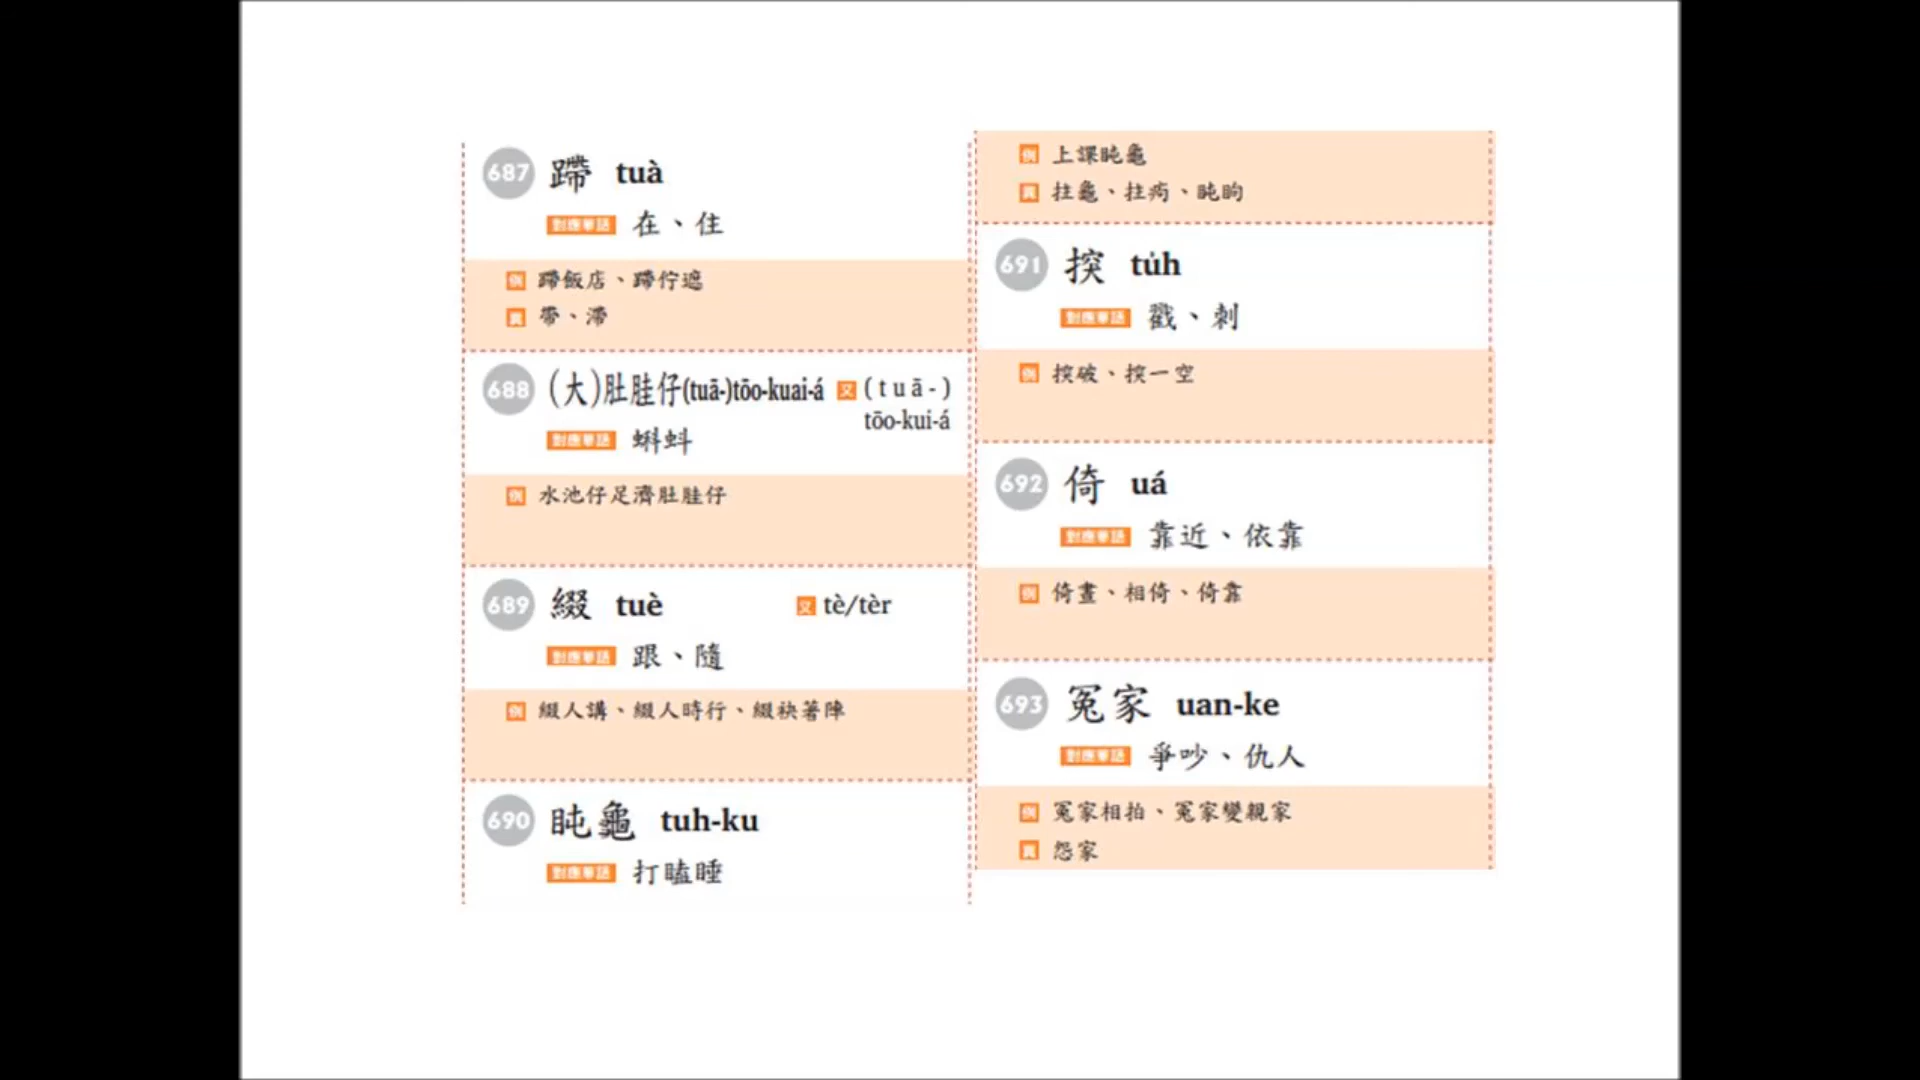 687 蹛 tuà
對應華語 在、住
例 蹛飯店、蹛佇遮
異 帶、滯
688 (大)肚胿仔(tuā-)tōo-kuai-á 又 (tuā-)
tōo-kui-á
對應華語 蝌蚪
例 水池仔足濟肚胿仔
689 綴 tuè 又 tè/tèr
對應華語 跟、隨
例 綴人講、綴人時行、綴袂著陣
690 盹龜 tuh-ku
對應華語 打瞌睡
例 上課盹龜
異 拄龜、拄痀、盹眗
691 揬 tu̍h
對應華語 戳、刺
例 揬破、揬一空
692 倚 uá
對應華語 靠近、依靠
例 倚晝、相倚、倚靠
693 冤家 uan-ke
對應華語 爭吵、仇人
例 冤家相拍、冤家變親家
異 怨家